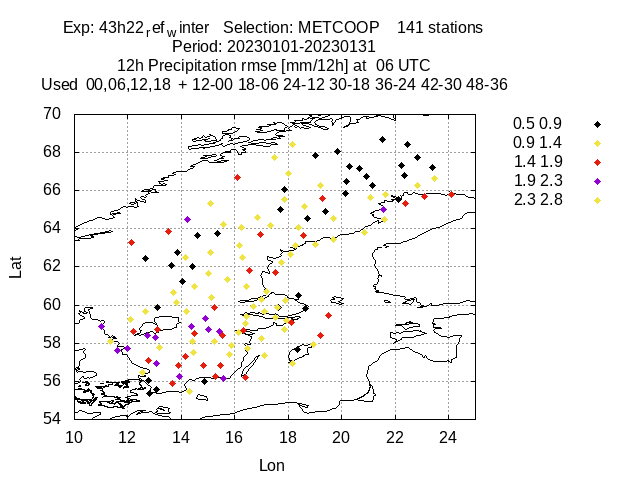 Exp: 43h22ref winter   Selection: METCOOP    141 stations
Period: 20230101-20230131
12h Precipitation rmse [mm/12h] at  06 UTC
Used  00,06,12,18  + 12-00 18-06 24-12 30-18 36-24 42-30 48-36
70
68
66
64
62
60
58
56
54
Lat
10 12 14 16 18 20 22 24
Lon
0.5 0.9
0.9 1.4
1.4 1.9
1.9 2.3
2.3 2.8